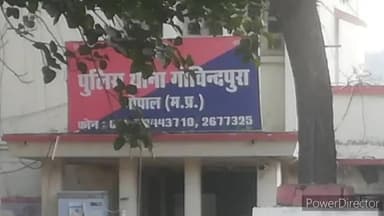 पुलिस थाना गोविन्दपुरा
भोपाल (म.प्र.)
फोन : 2677325
PowerDirector